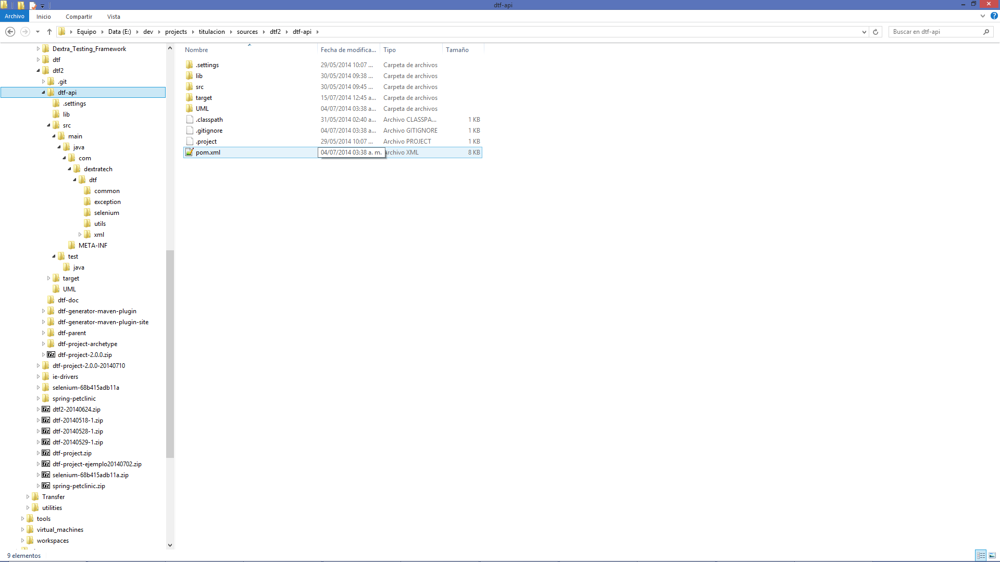 dtf-api
Archivo Inicio Compartir Vista
Equipo Data (E:) dev projects titulacion sources dtf2 dtf-api
Buscar en dtf-api
Dextra_Testing_Framework
dtf
dtf2
.git
dtf-api
.settings
lib
src
main
java
com
dextratech
dtf
common
exception
selenium
utils
xml
META-INF
test
java
target
UML
dtf-doc
dtf-generator-maven-plugin
dtf-generator-maven-plugin-site
dtf-parent
dtf-project-archetype
dtf-project-2.0.0.zip
dtf-project-2.0.0-20140710
ie-drivers
selenium-68b415adb11a
spring-petclinic
dtf2-20140624.zip
dtf-20140518-1.zip
dtf-20140528-1.zip
dtf-20140529-1.zip
dtf-project.zip
dtf-project-ejemplo20140702.zip
selenium-68b415adb11a.zip
spring-petclinic.zip
Transfer
utilities
tools
virtual_machines
workspaces
Nombre Fecha de modifica... Tipo Tamaño
.settings 29/05/2014 10:07 ... Carpeta de archivos
lib 30/05/2014 09:38 ... Carpeta de archivos
src 30/05/2014 09:45 ... Carpeta de archivos
target 15/07/2014 12:45 a... Carpeta de archivos
UML 04/07/2014 03:38 a... Carpeta de archivos
.classpath 31/05/2014 02:40 a... Archivo CLASSPA... 1 KB
.gitignore 04/07/2014 03:38 a... Archivo GITIGNORE 1 KB
.project 29/05/2014 10:07 ... Archivo PROJECT 1 KB
pom.xml 04/07/2014 03:38 a. m. Archivo XML 8 KB
9 elementos